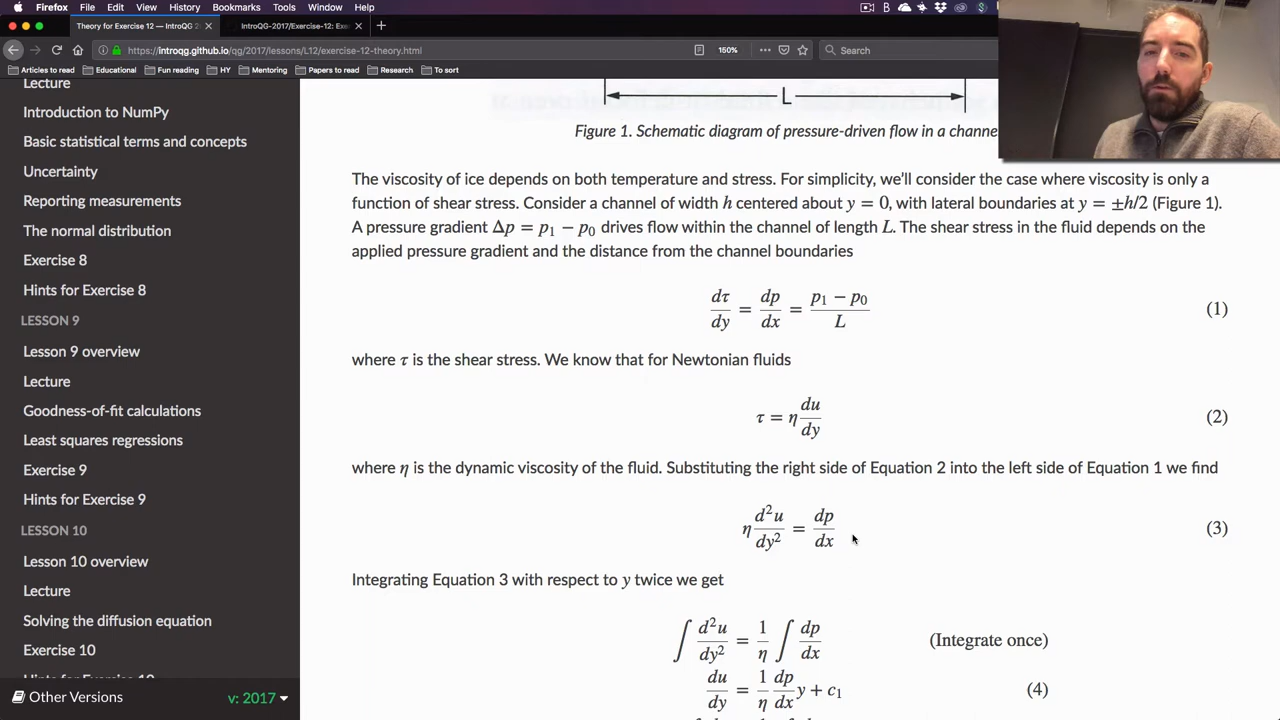 Firefox File Edit View History Bookmarks Tools Window Help
Theory for Exercise 12 — IntroQG 2
IntroQG-2017/Exercise-12: Exe
https://introqg.github.io/qg/2017/lessons/L12/exercise-12-theory.html
150%
Search
Articles to read Educational Fun reading HY Mentoring Papers to read Research To sort
Lecture
Introduction to NumPy
Basic statistical terms and concepts
Uncertainty
Reporting measurements
The normal distribution
Exercise 8
Hints for Exercise 8
LESSON 9
Lesson 9 overview
Lecture
Goodness-of-fit calculations
Least squares regressions
Exercise 9
Hints for Exercise 9
LESSON 10
Lesson 10 overview
Lecture
Solving the diffusion equation
Exercise 10
Hints for Exercise 10
Other Versions v: 2017
L
Figure 1. Schematic diagram of pressure-driven flow in a channe
The viscosity of ice depends on both temperature and stress. For simplicity, we'll consider the case where viscosity is only a
function of shear stress. Consider a channel of width h centered about y = 0, with lateral boundaries at y = ±h/2 (Figure 1).
A pressure gradient Δp = p₁ − p₀ drives flow within the channel of length L. The shear stress in the fluid depends on the
applied pressure gradient and the distance from the channel boundaries
dτ/dy = dp/dx = (p₁ − p₀)/L (1)
where τ is the shear stress. We know that for Newtonian fluids
τ = η du/dy (2)
where η is the dynamic viscosity of the fluid. Substituting the right side of Equation 2 into the left side of Equation 1 we find
η d²u/dy² = dp/dx (3)
Integrating Equation 3 with respect to y twice we get
∫ d²u/dy² = 1/η ∫ dp/dx (Integrate once)
du/dy = 1/η dp/dx y + c₁ (4)